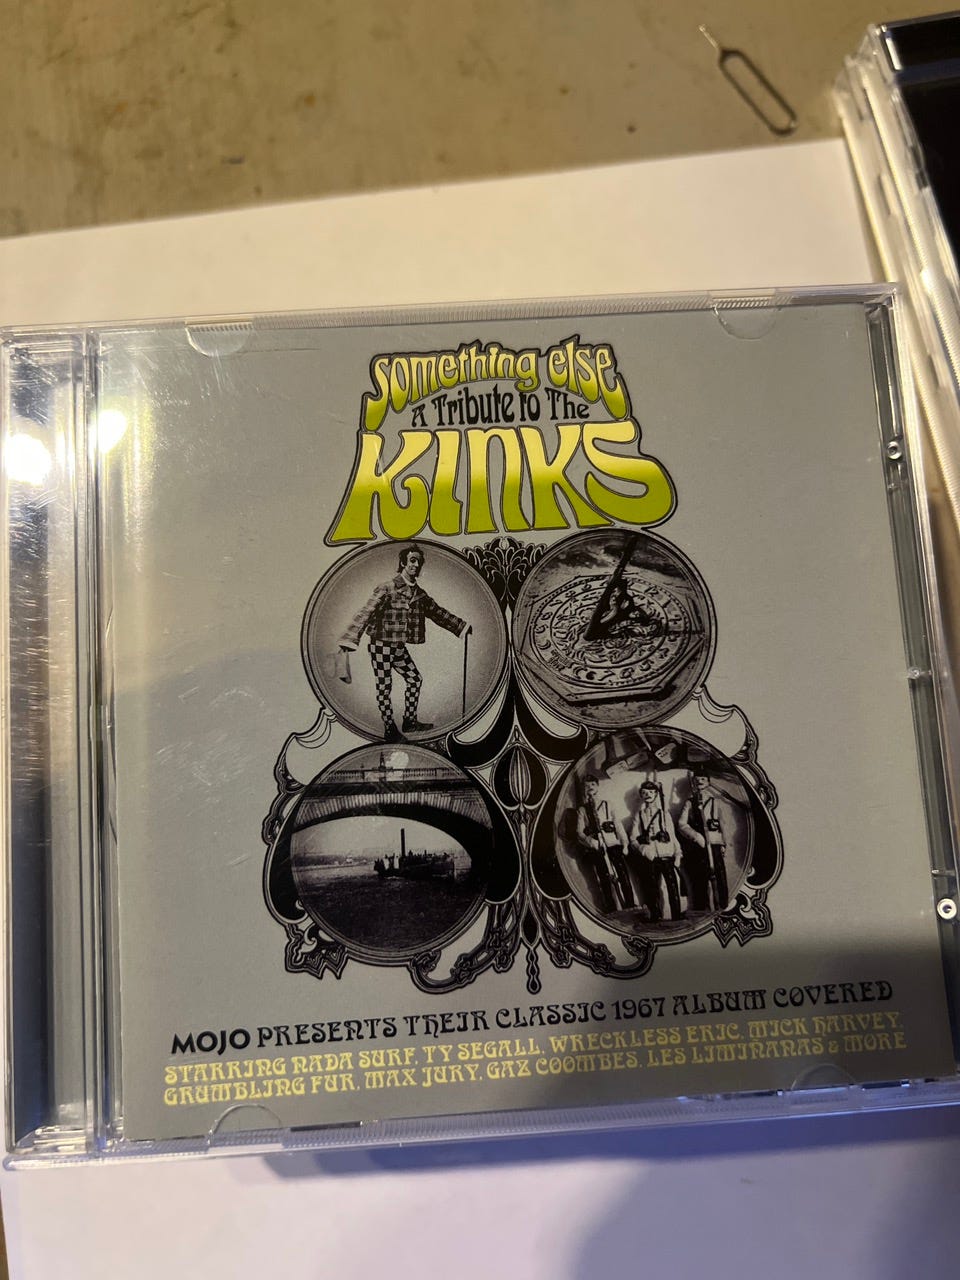 something else
A Tribute to The
KINKS
MOJO PRESENTS THEIR CLASSIC 1967 ALBUM COVERED
STARRING NADA SURF, TY SEGALL, WRECKLESS ERIC, MICK HARVEY,
GRUMBLING FUR, MAX JURY, GAZ COOMBES, LES LIMIÑANAS & MORE